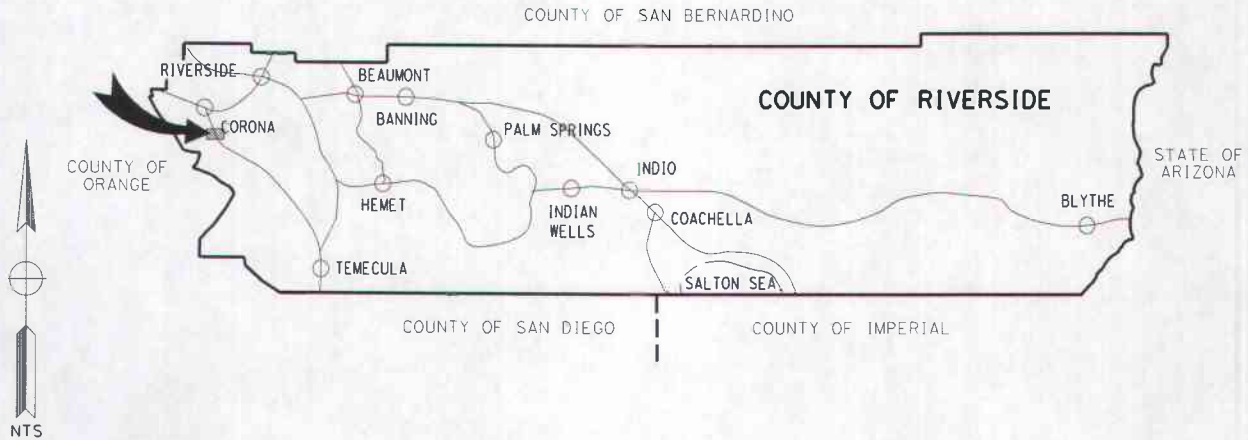 COUNTY OF SAN BERNARDINO
RIVERSIDE
BEAUMONT
COUNTY OF RIVERSIDE
BANNING
CORONA
PALM SPRINGS
COUNTY OF
ORANGE
STATE OF
ARIZONA
INDIO
HEMET
INDIAN
WELLS
COACHELLA
BLYTHE
TEMECULA
SALTON SEA
COUNTY OF SAN DIEGO
COUNTY OF IMPERIAL
NTS